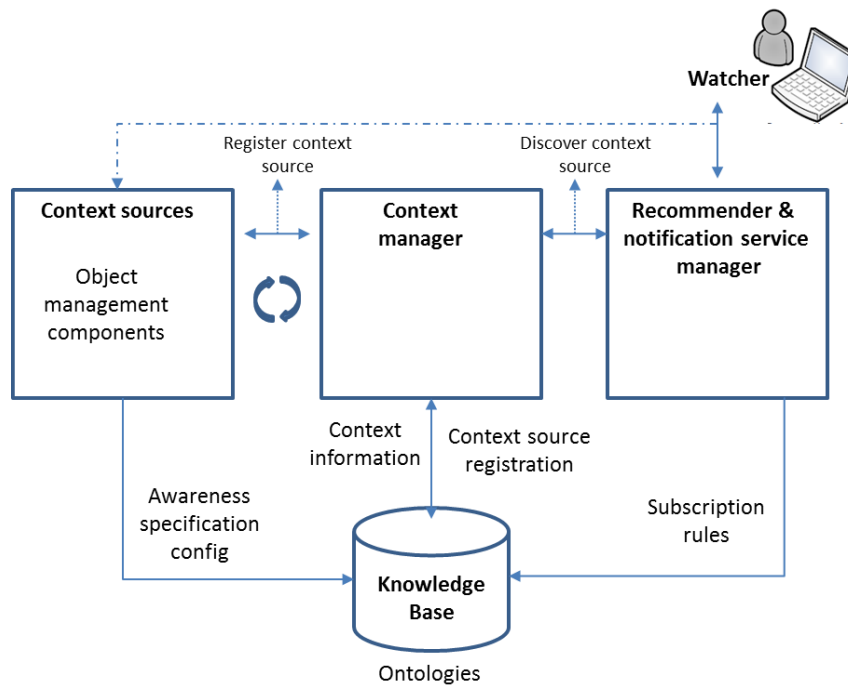 Watcher
Register context
source
Discover context
source
Context sources
Object
management
components
Context
manager
Recommender &
notification service
manager
Context
information
Context source
registration
Awareness
specification
config
Subscription
rules
Knowledge
Base
Ontologies